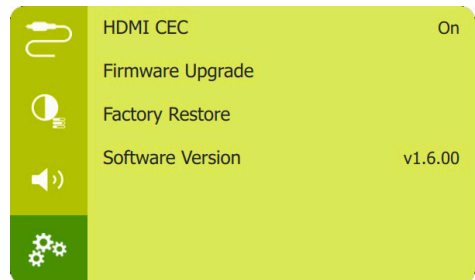 HDMI CEC On
Firmware Upgrade
Factory Restore
Software Version v1.6.00